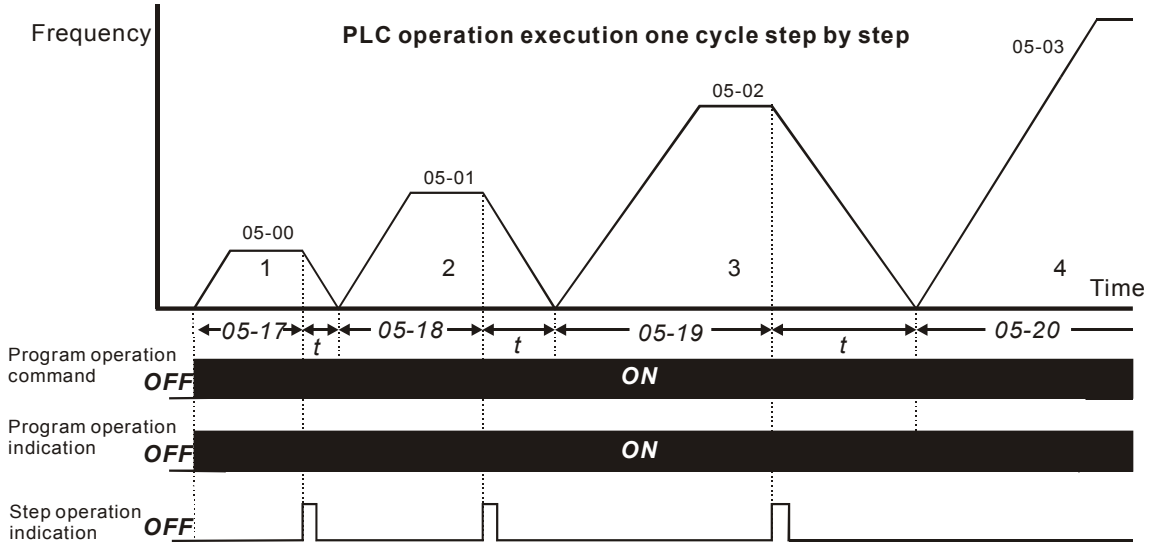 Frequency
PLC operation execution one cycle step by step
05-03
05-02
05-01
05-00
1
2
3
4
Time
05-17
t
05-18
t
05-19
t
05-20
Program operation
command
OFF
ON
Program operation
indication
OFF
ON
Step operation
indication
OFF